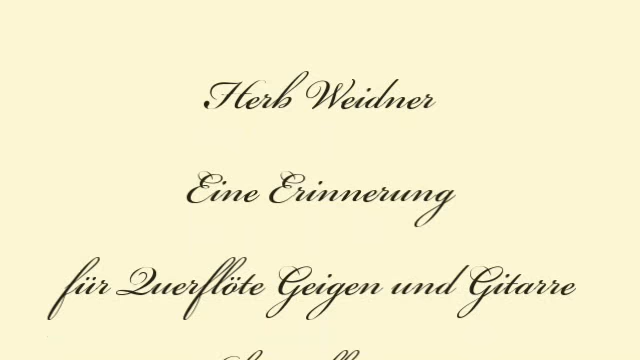 Herb Weidner
Eine Erinnerung
für Querflöte Geigen und Gitarre